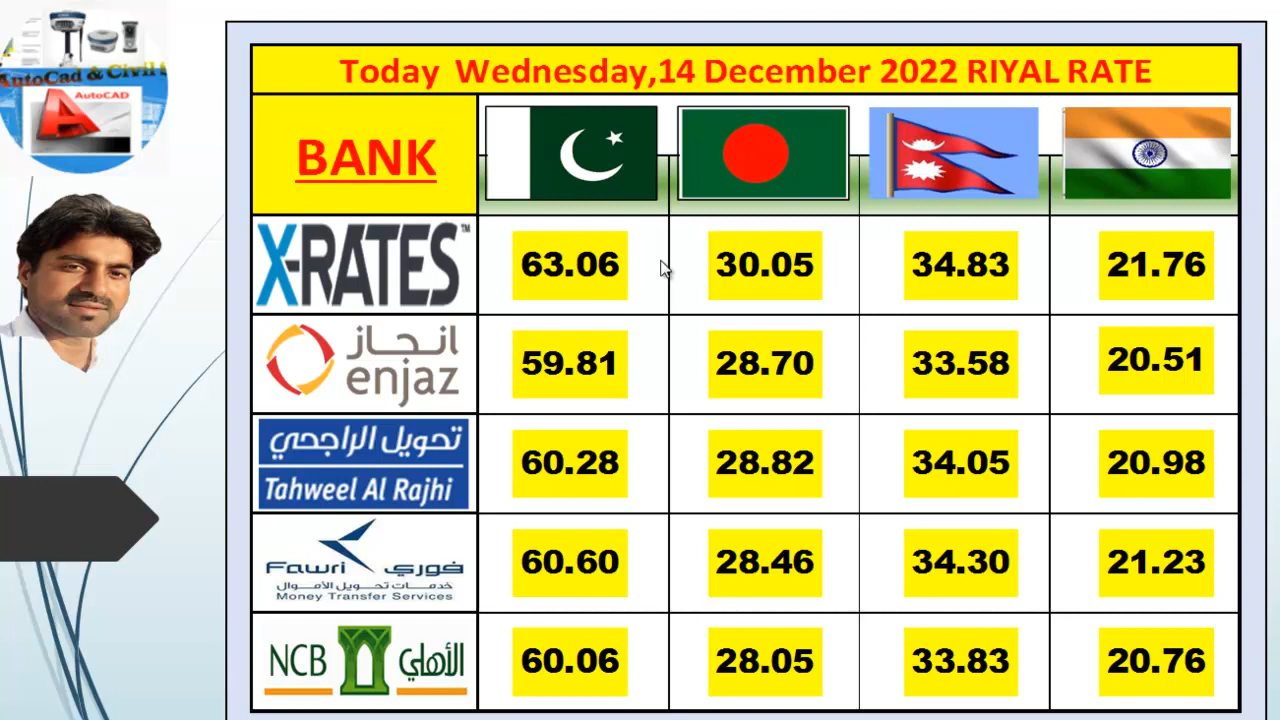 AutoCad & Civil
AutoCAD
Today Wednesday,14 December 2022 RIYAL RATE
BANK
X-RATES™ 63.06 30.05 34.83 21.76
انجاز
enjaz 59.81 28.70 33.58 20.51
تحويل الراجحي
Tahweel Al Rajhi 60.28 28.82 34.05 20.98
Fawri فوري
خدمات تحويل الأموال
Money Transfer Services 60.60 28.46 34.30 21.23
NCB الأهلي 60.06 28.05 33.83 20.76